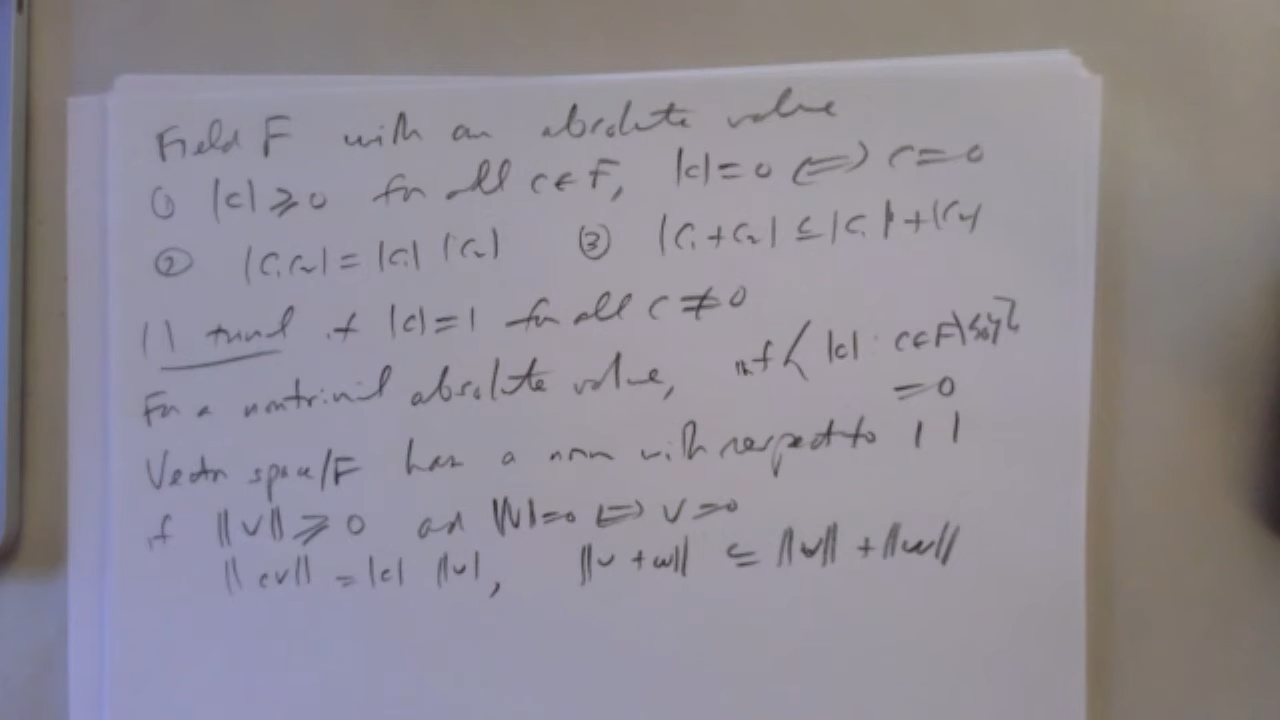 Field F with an absolute value
① |c| ⩾ 0 for all c ∈ F, |c| = 0 ⟺ c = 0
② |c₁c₂| = |c₁| |c₂| ③ |c₁ + c₂| ≤ |c₁| + |c₂|
| | trivial if |c| = 1 for all c ≠ 0
For a nontrivial absolute value, inf { |c| : c ∈ F\{0} }
= 0
Vector space/F has a norm with respect to | |
if ||v|| ⩾ 0 and ||v|| = 0 ⟺ v = 0
||cv|| = |c| ||v||, ||v + w|| ≤ ||v|| + ||w||